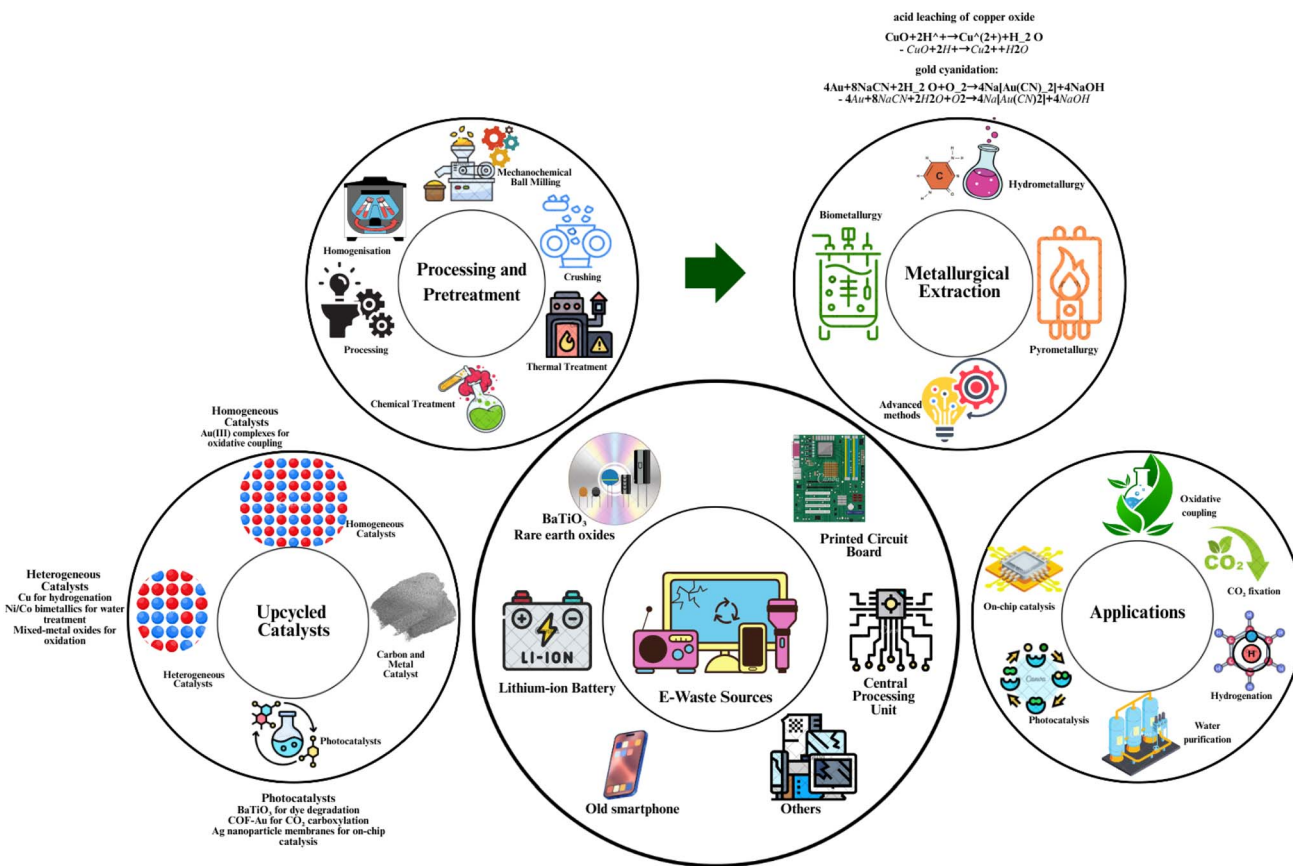 acid leaching of copper oxide
CuO+2H^+→Cu^(2+)+H_2 O
- CuO+2H+→Cu2++H2O
gold cyanidation:
4Au+8NaCN+2H_2 O+O_2→4Na[Au(CN)_2]+4NaOH
- 4Au+8NaCN+2H2O+O2→4Na[Au(CN)2]+4NaOH
Mechanochemical
Ball Milling
Homogenisation
Crushing
Processing and
Pretreatment
Processing
Thermal Treatment
Chemical Treatment
C
Hydrometallurgy
Biometallurgy
Metallurgical
Extraction
Pyrometallurgy
Advanced
methods
Homogeneous
Catalysts
Au(III) complexes for
oxidative coupling
Homogeneous
Catalysts
Heterogeneous
Catalysts
Cu for hydrogenation
Ni/Co bimetallics for water
treatment
Mixed-metal oxides for
oxidation
Upcycled
Catalysts
Carbon and
Metal
Catalyst
Heterogeneous
Catalysts
Photocatalysts
Photocatalysts
BaTiO₃ for dye degradation
COF-Au for CO₂ carboxylation
Ag nanoparticle membranes for on-chip
catalysis
BaTiO₃
Rare earth oxides
Printed Circuit
Board
LI-ION
Lithium-ion Battery
E-Waste Sources
Central
Processing
Unit
Old smartphone
Others
Oxidative
coupling
CO₂
CO₂ fixation
On-chip catalysis
Applications
H
Hydrogenation
Canva
Photocatalysis
Water
purification